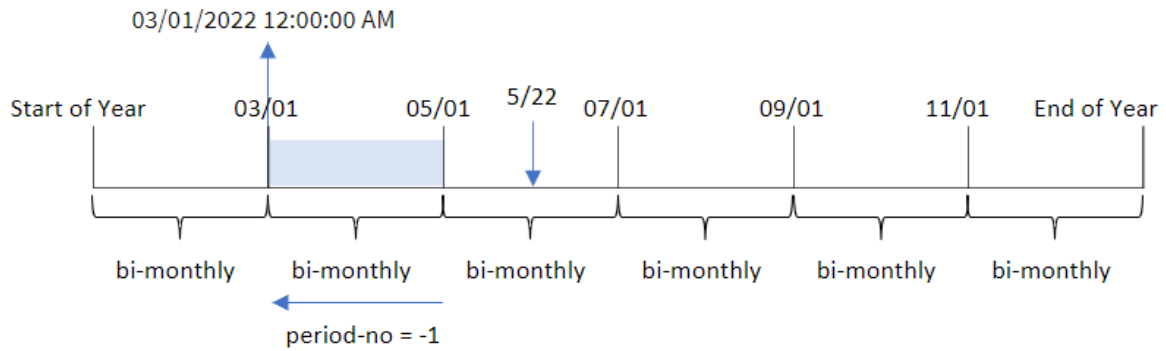 03/01/2022 12:00:00 AM
Start of Year 03/01 05/01 5/22 07/01 09/01 11/01 End of Year
bi-monthly bi-monthly bi-monthly bi-monthly bi-monthly bi-monthly
period-no = -1